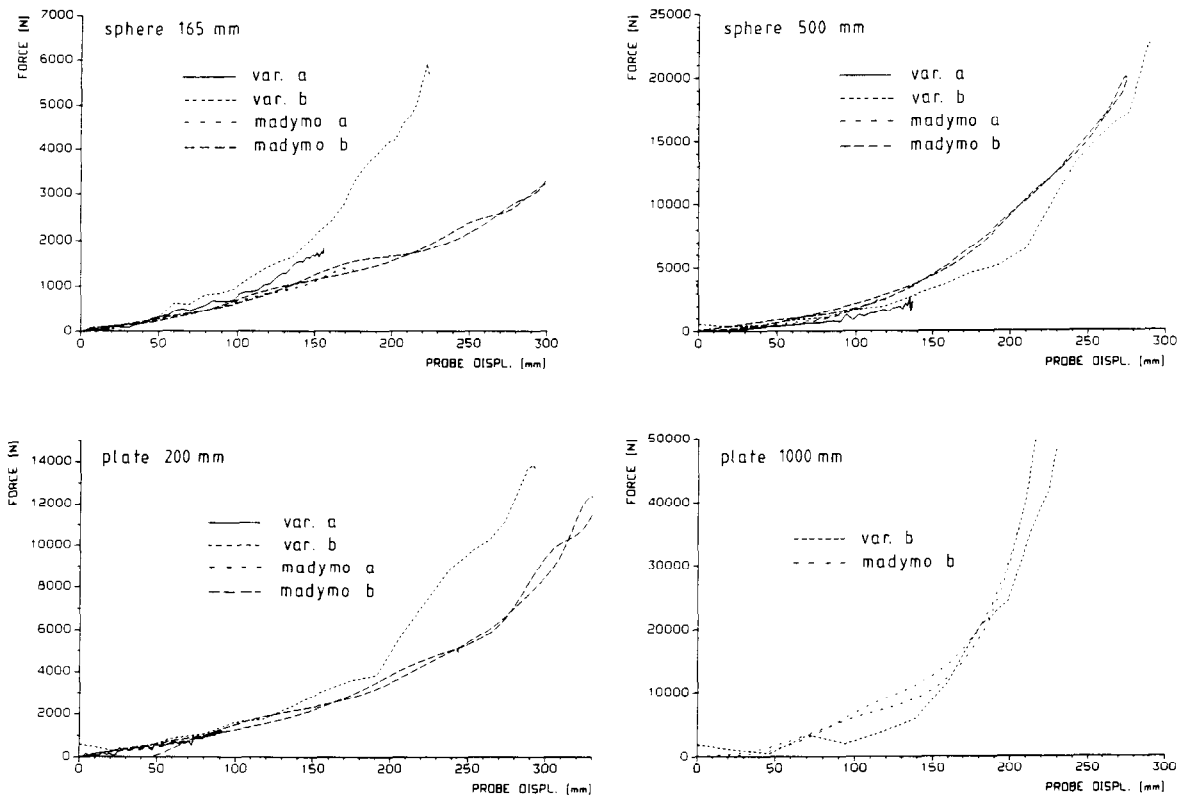 sphere 165 mm
FORCE [N]
7000
6000
5000
4000
3000
2000
1000
0
var. a
var. b
madymo a
madymo b
0 50 100 150 200 250 300
PROBE DISPL. [mm]
sphere 500 mm
FORCE [N]
25000
20000
15000
10000
5000
0
var. a
var. b
madymo a
madymo b
0 50 100 150 200 250 300
PROBE DISPL. [mm]
plate 200 mm
FORCE [N]
14000
12000
10000
8000
6000
4000
2000
0
var. a
var. b
madymo a
madymo b
0 50 100 150 200 250 300
PROBE DISPL. [mm]
plate 1000 mm
FORCE [N]
50000
40000
30000
20000
10000
0
var. b
madymo b
0 50 100 150 200 250 300
PROBE DISPL. [mm]